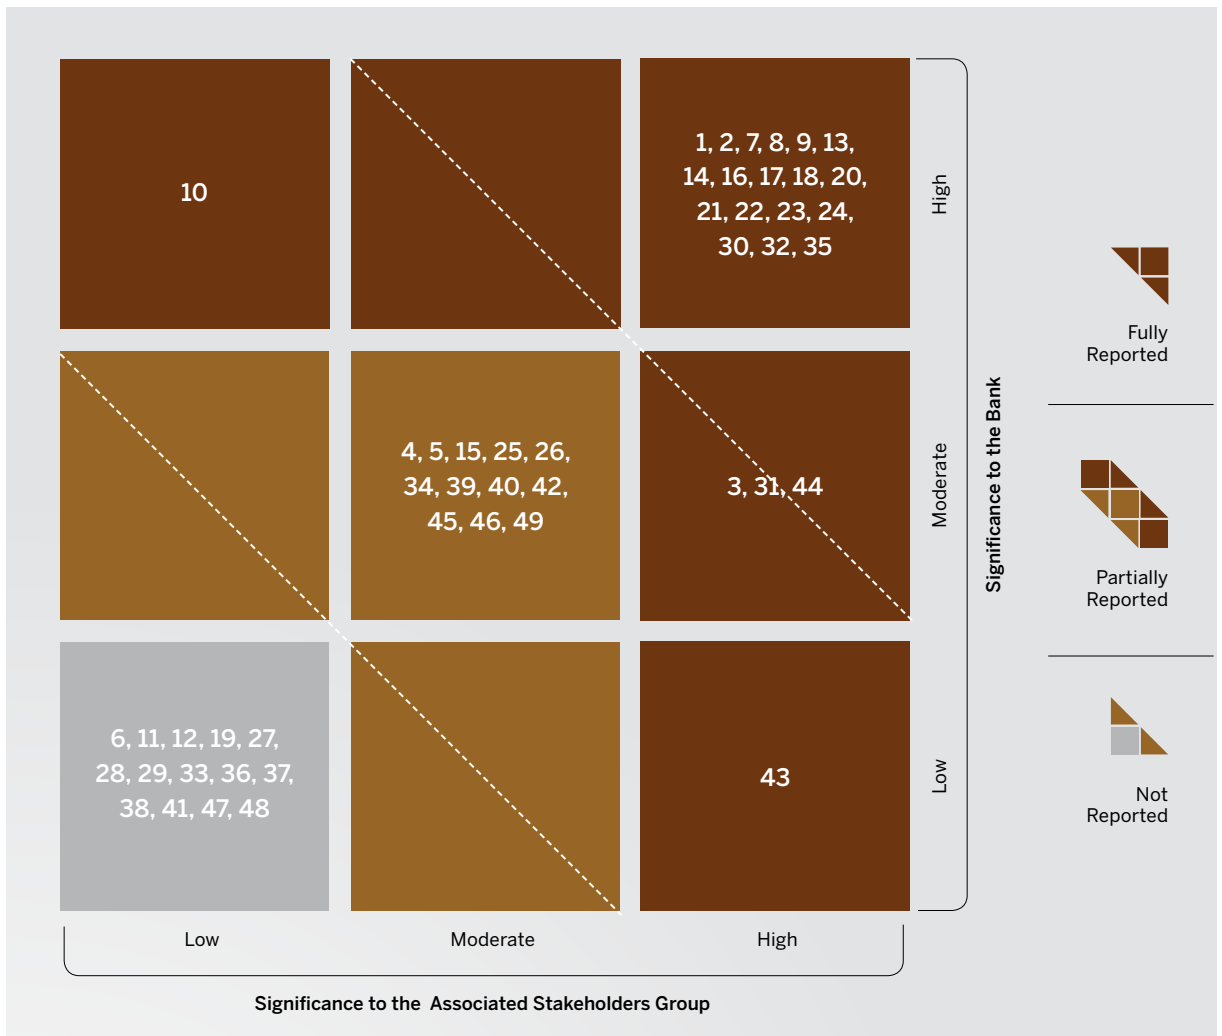 10
1, 2, 7, 8, 9, 13,
14, 16, 17, 18, 20,
21, 22, 23, 24,
30, 32, 35
High
4, 5, 15, 25, 26,
34, 39, 40, 42,
45, 46, 49
3, 31, 44
Moderate
6, 11, 12, 19, 27,
28, 29, 33, 36, 37,
38, 41, 47, 48
43
Low
Significance to the Bank
Fully
Reported
Partially
Reported
Not
Reported
Low
Moderate
High
Significance to the Associated Stakeholders Group